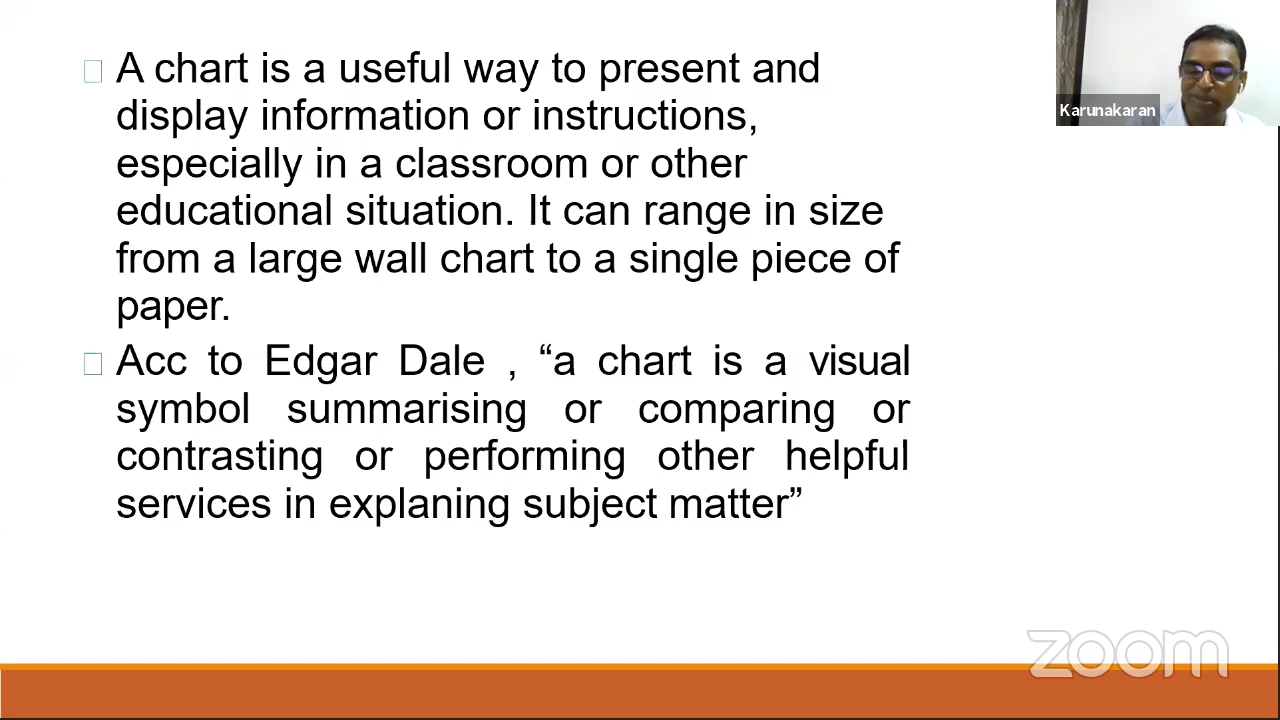 A chart is a useful way to present and
display information or instructions,
especially in a classroom or other
educational situation. It can range in size
from a large wall chart to a single piece of
paper.
Acc to Edgar Dale , “a chart is a visual
symbol summarising or comparing or
contrasting or performing other helpful
services in explaning subject matter”
Karunakaran
zoom